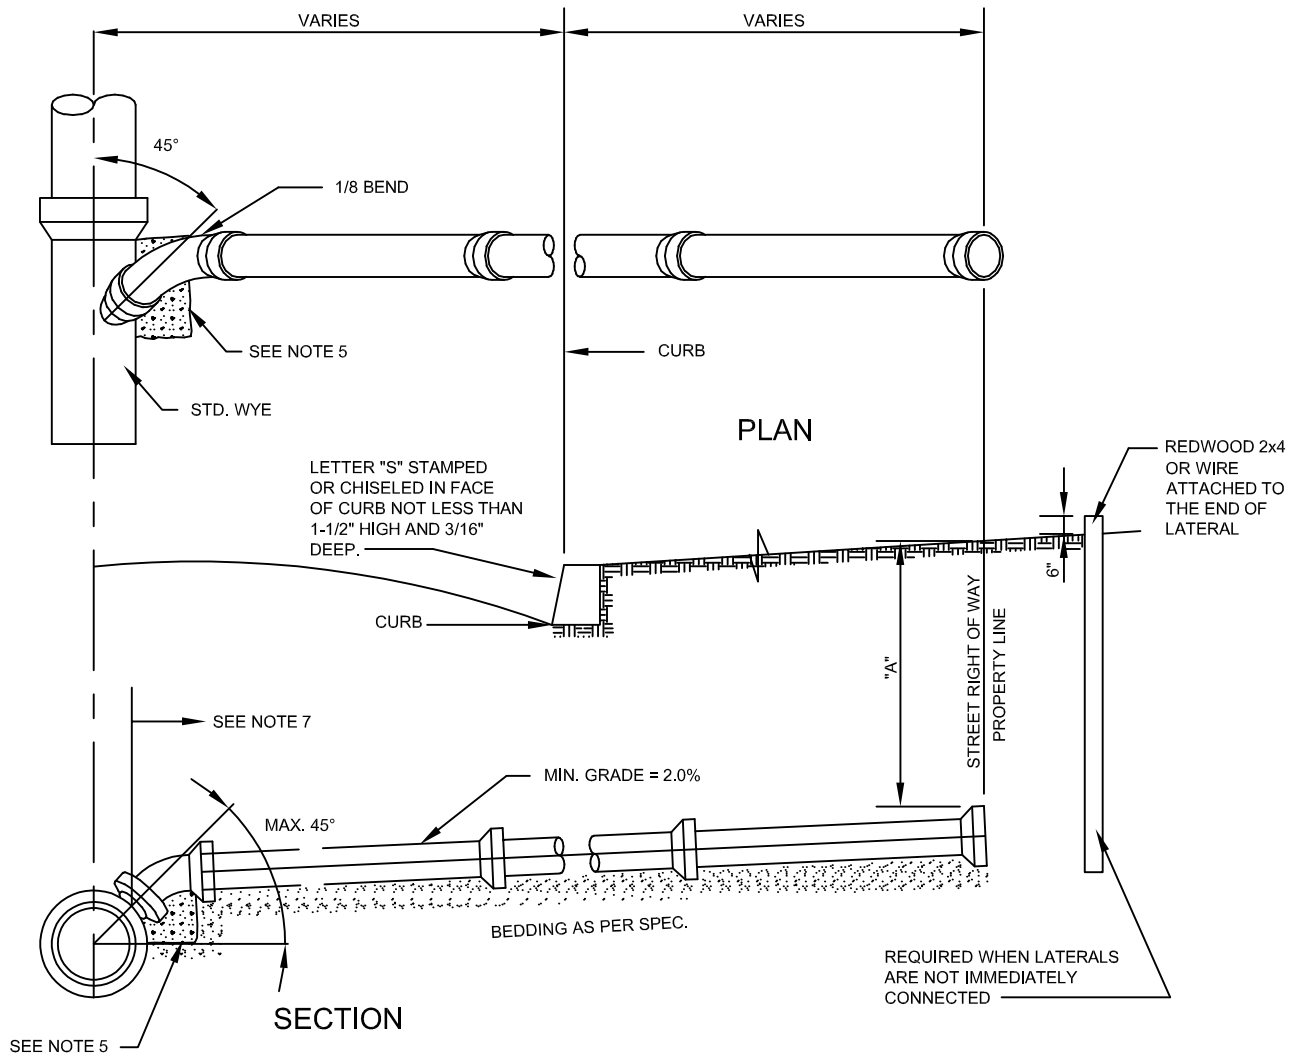 VARIES
VARIES
45°
1/8 BEND
SEE NOTE 5
CURB
STD. WYE
PLAN
LETTER "S" STAMPED
OR CHISELED IN FACE
OF CURB NOT LESS THAN
1-1/2" HIGH AND 3/16"
DEEP.
REDWOOD 2x4
OR WIRE
ATTACHED TO
THE END OF
LATERAL
6"
CURB
"A"
STREET RIGHT OF WAY
PROPERTY LINE
SEE NOTE 7
MIN. GRADE = 2.0%
MAX. 45°
BEDDING AS PER SPEC.
REQUIRED WHEN LATERALS
ARE NOT IMMEDIATELY
CONNECTED
SECTION
SEE NOTE 5